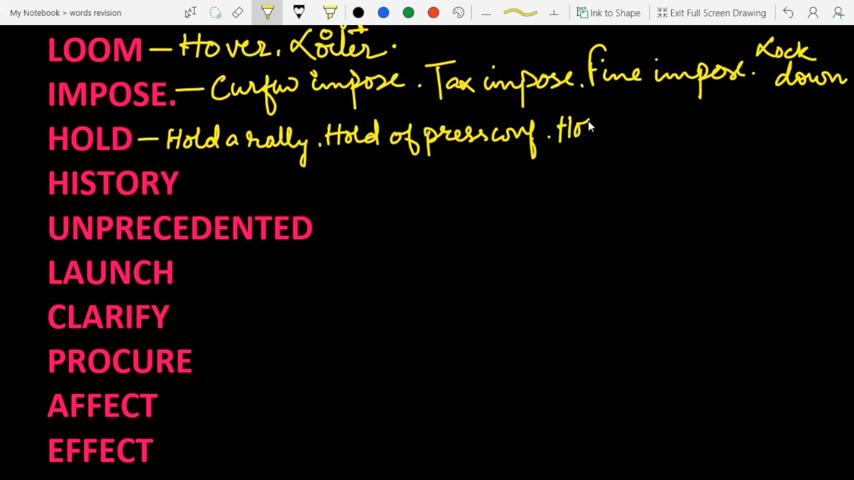 My Notebook > words revision Ink to Shape Exit Full Screen Drawing
LOOM – Hover. Loiter.
IMPOSE. – Curfew impose. Tax impose. Fine impose. Lock down
HOLD – Hold a rally. Hold of press conf. Ho
HISTORY
UNPRECEDENTED
LAUNCH
CLARIFY
PROCURE
AFFECT
EFFECT